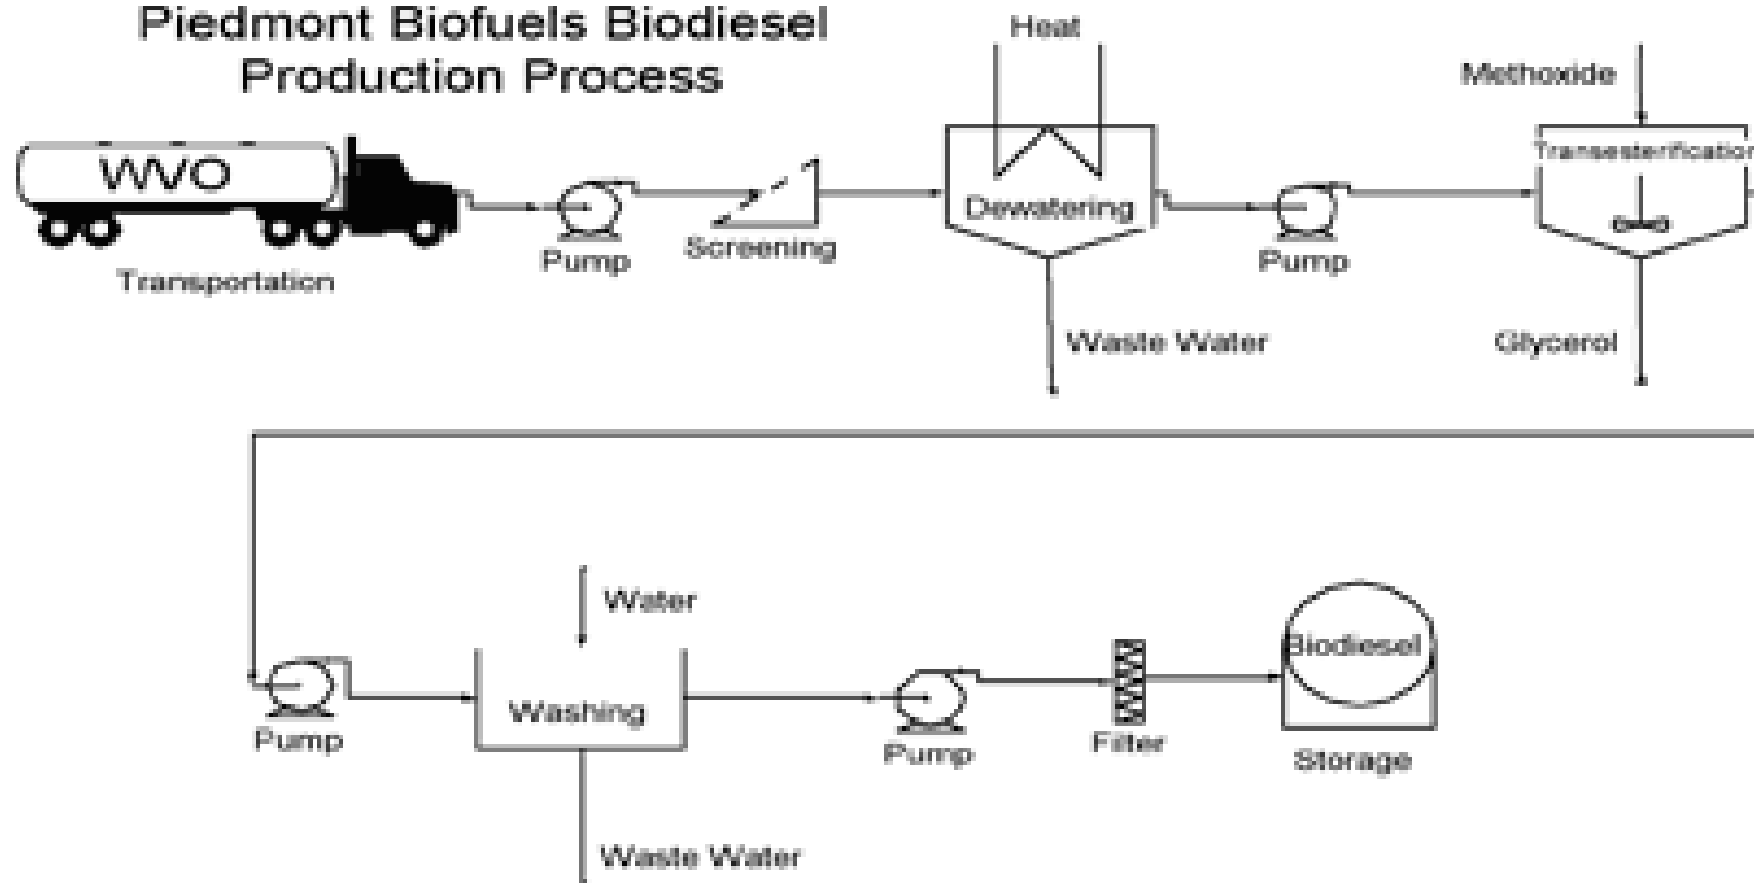 Piedmont Biofuels Biodiesel
Production Process
Heat
Methoxide
WVO
Transesterification
Dewatering
Pump
Screening
Pump
Transportation
Waste Water
Glycerol
Water
Biodiesel
Washing
Pump
Pump
Filter
Storage
Waste Water